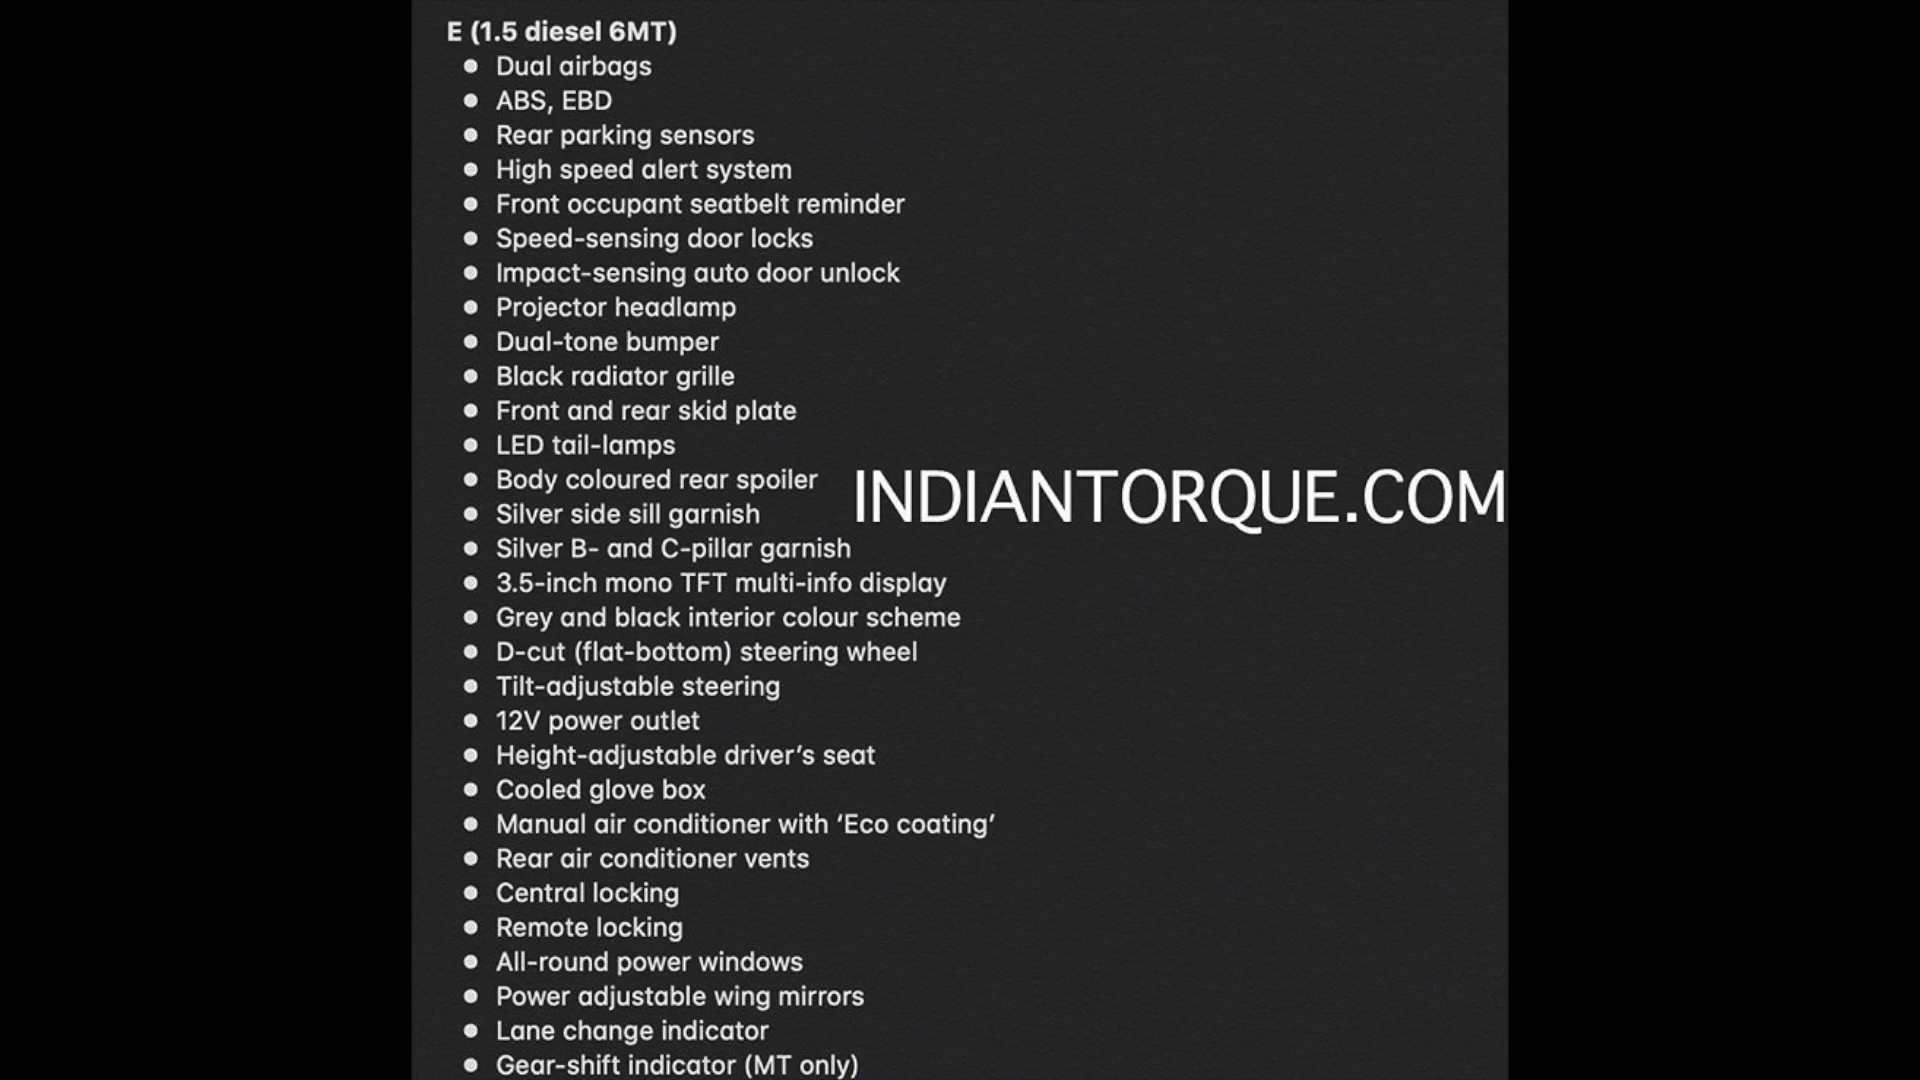 E (1.5 diesel 6MT)
● Dual airbags
● ABS, EBD
● Rear parking sensors
● High speed alert system
● Front occupant seatbelt reminder
● Speed-sensing door locks
● Impact-sensing auto door unlock
● Projector headlamp
● Dual-tone bumper
● Black radiator grille
● Front and rear skid plate
● LED tail-lamps
● Body coloured rear spoiler
INDIANTORQUE.COM
● Silver side sill garnish
● Silver B- and C-pillar garnish
● 3.5-inch mono TFT multi-info display
● Grey and black interior colour scheme
● D-cut (flat-bottom) steering wheel
● Tilt-adjustable steering
● 12V power outlet
● Height-adjustable driver’s seat
● Cooled glove box
● Manual air conditioner with ‘Eco coating’
● Rear air conditioner vents
● Central locking
● Remote locking
● All-round power windows
● Power adjustable wing mirrors
● Lane change indicator
● Gear-shift indicator (MT only)